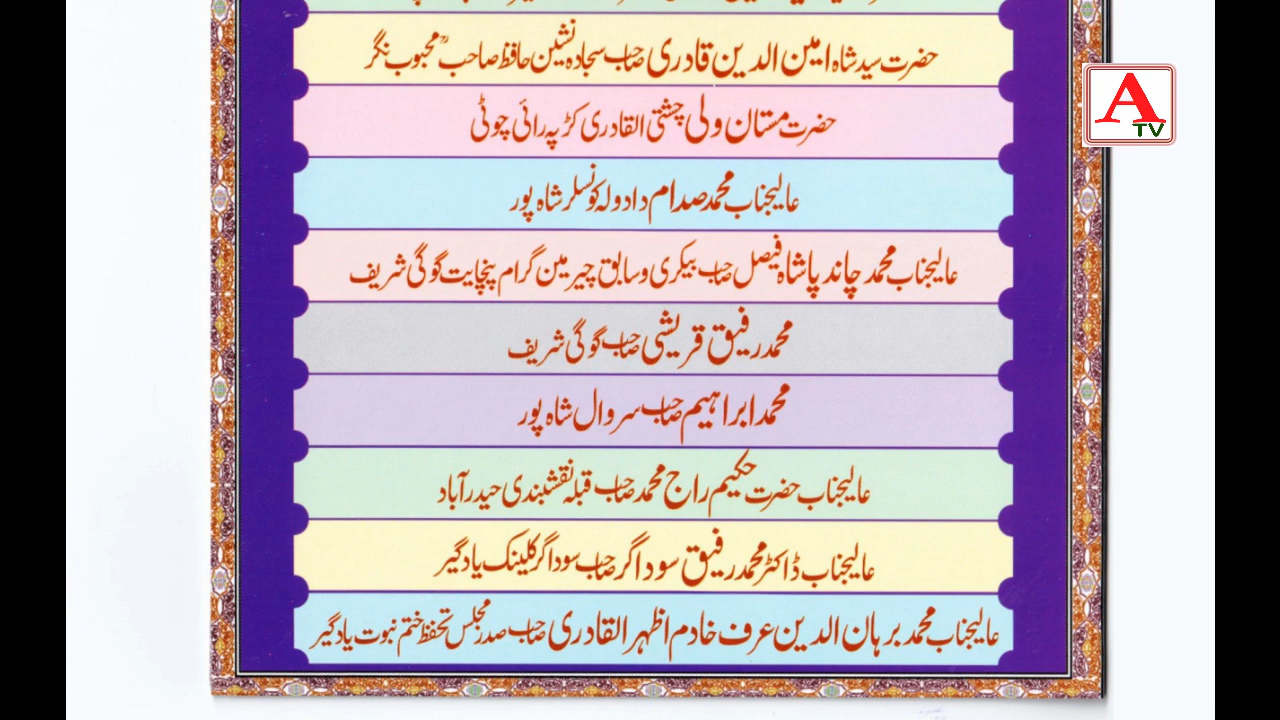 حضرت سید شاہ امین الدین قادری صاحب سجادہ نشین حافظ صاحبؒ محبوب نگر
A
TV
حضرت مستان ولی چشتی القادری کڑپہ رائی چوٹی
عالیجناب محمد صدام دادولہ کونسلر شاہ پور
عالیجناب محمد چاند پاشاہ فیصل صاحب بیکری و سابق چیرمین گرام پنچایت گوگی شریف
محمد رفیق قریشی صاحب گوگی شریف
محمد ابراہیم صاحب سروال شاہ پور
عالیجناب حضرت حکیم راج محمد صاحب قبلہ نقشبندی حیدرآباد
عالیجناب ڈاکٹر محمد رفیق سوداگر صاحب سوداگر کلینک یادگیر
عالیجناب محمد برہان الدین عرف خادم اظہر القادری صاحب صدر مجلس تحفظ ختم نبوت یادگیر